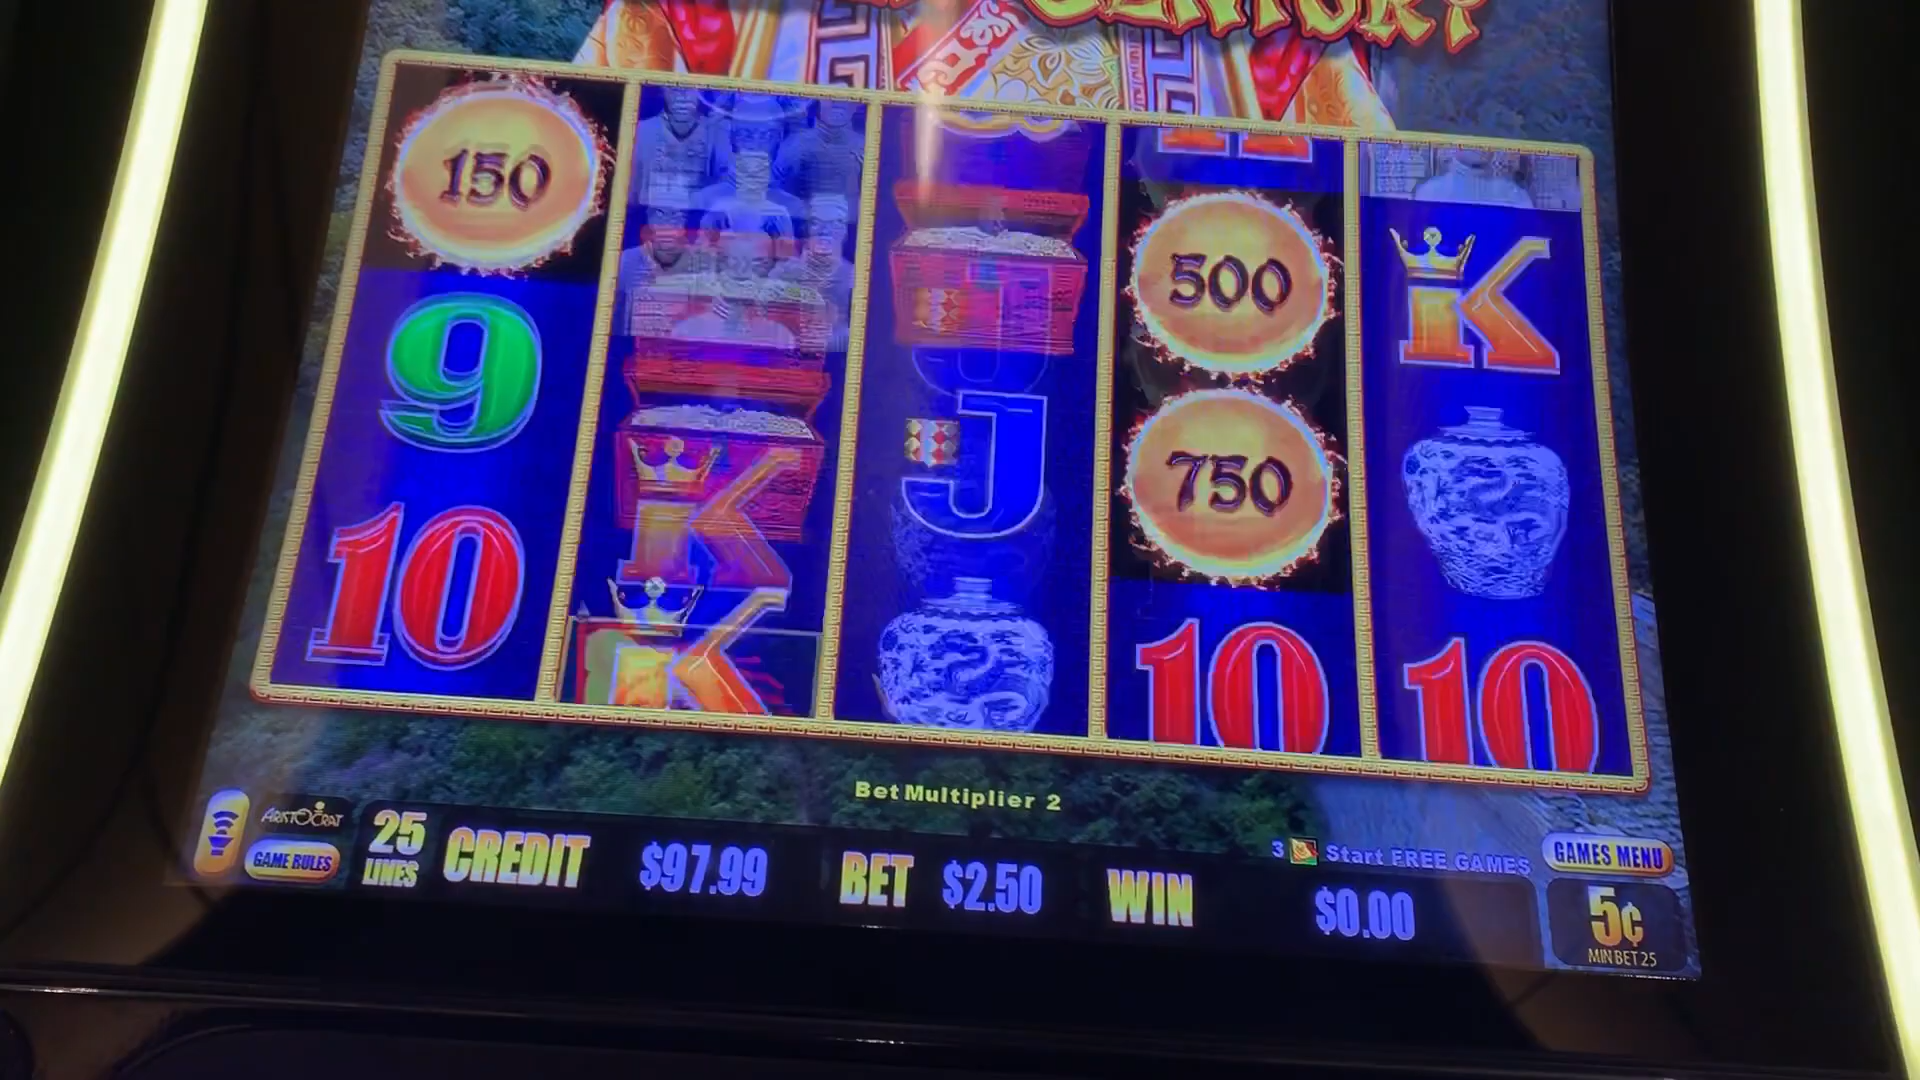 CENTURY
150
500
K
9
J
750
10
K
K
10
10
Bet Multiplier 2
ARISTOCRAT
GAME RULES
25
LINES
CREDIT
$97.99
BET
$2.50
WIN
$0.00
3 Start FREE GAMES
GAMES MENU
5¢
MIN BET 25